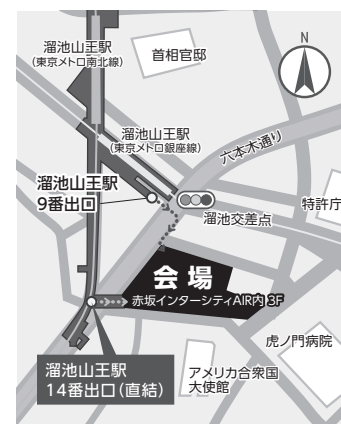 溜池山王駅
(東京メトロ南北線)
首相官邸
N
溜池山王駅
(東京メトロ銀座線)
六本木通り
溜池山王駅
9番出口
溜池交差点
特許庁
会場
赤坂インターシティAIR内 3F
虎ノ門病院
溜池山王駅
14番出口(直結)
アメリカ合衆国
大使館